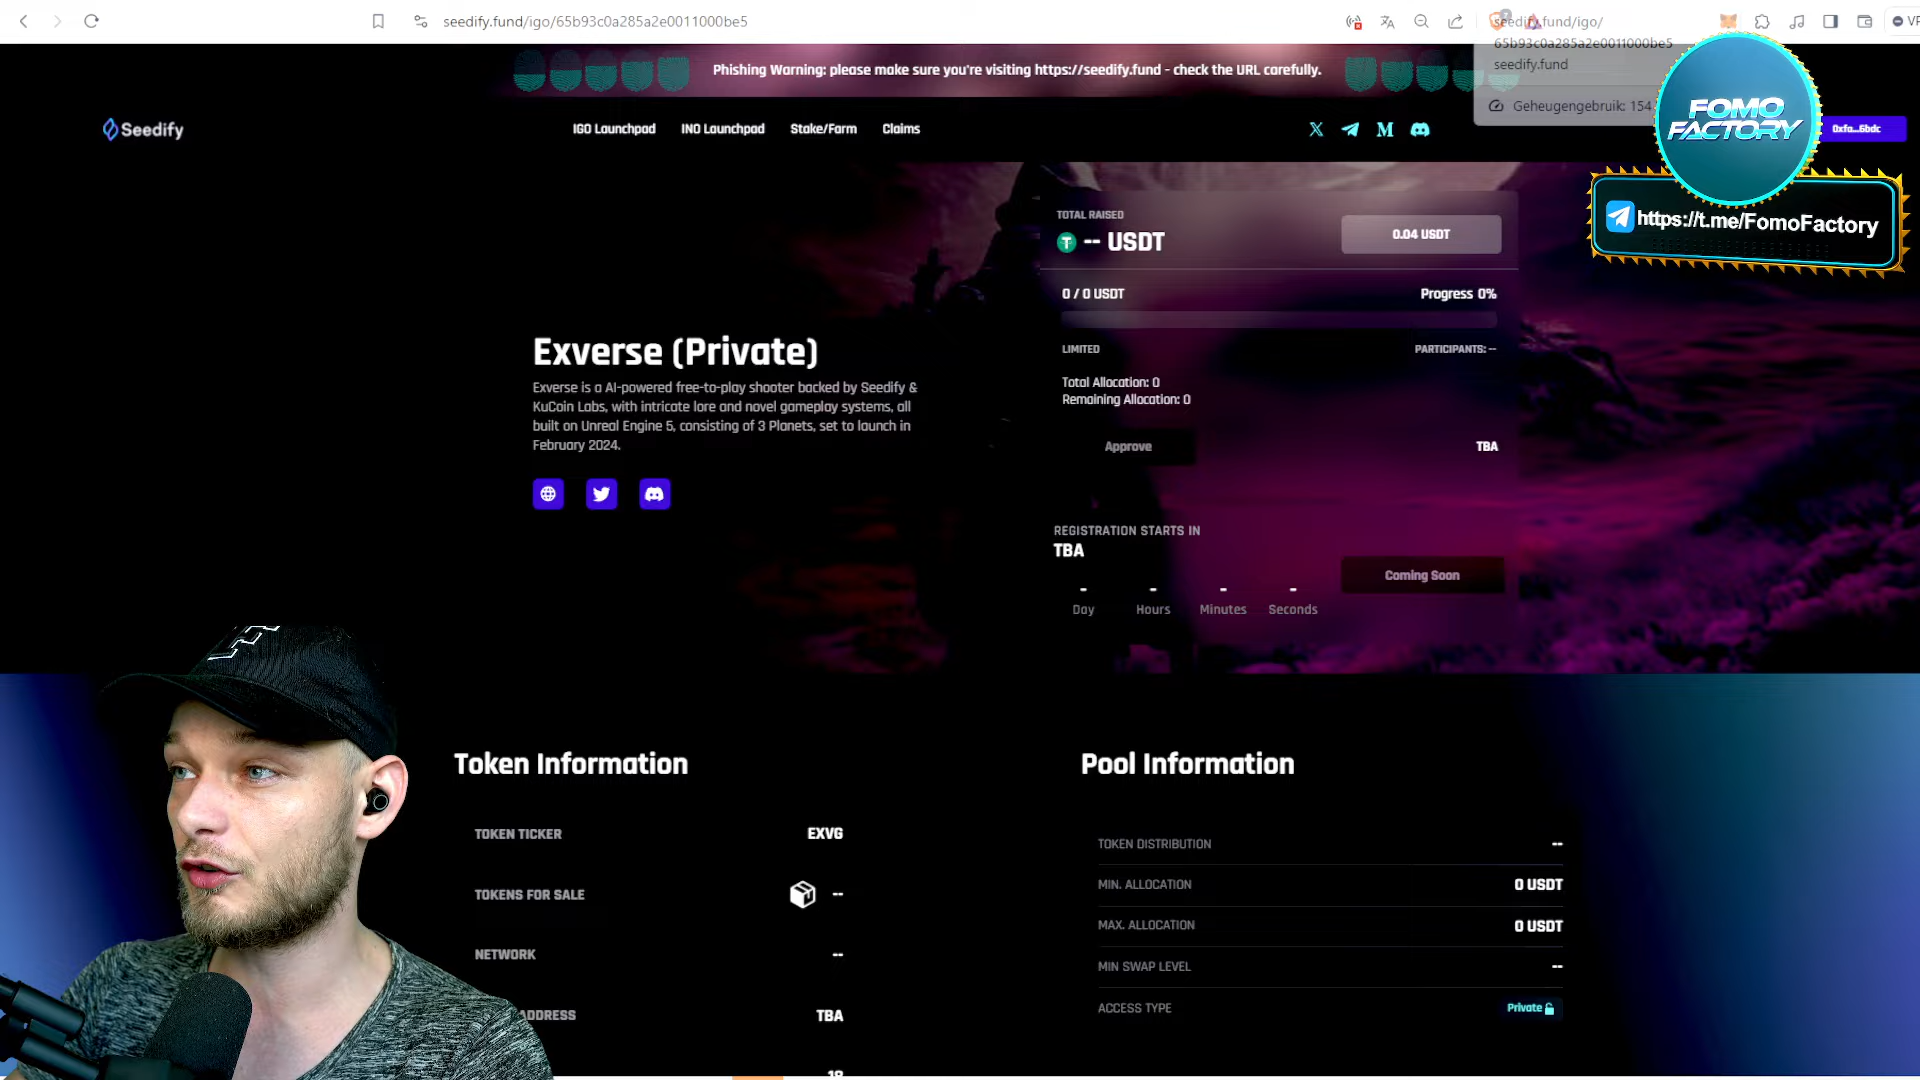 seedify.fund/igo/65b93c0a285a2e0011000be5
seedify.fund/igo/
65b93c0a285a2e0011000be5
seedify.fund
Geheugengebruik: 154
VP
Phishing Warning: please make sure you're visiting https://seedify.fund - check the URL carefully.
Seedify
IGO Launchpad
INO Launchpad
Stake/Farm
Claims
0xfa...6bdc
FOMO
FACTORY
https://t.me/FomoFactory
TOTAL RAISED
-- USDT
0.04 USDT
0 / 0 USDT
Progress 0%
LIMITED
PARTICIPANTS: --
Total Allocation: 0
Remaining Allocation: 0
Approve
TBA
REGISTRATION STARTS IN
TBA
Coming Soon
- - - -
Day Hours Minutes Seconds
Exverse (Private)
Exverse is a AI-powered free-to-play shooter backed by Seedify &
KuCoin Labs, with intricate lore and novel gameplay systems, all
built on Unreal Engine 5, consisting of 3 Planets, set to launch in
February 2024.
Token Information
TOKEN TICKER EXVG
TOKENS FOR SALE --
NETWORK --
ADDRESS TBA
18
Pool Information
TOKEN DISTRIBUTION --
MIN. ALLOCATION 0 USDT
MAX. ALLOCATION 0 USDT
MIN SWAP LEVEL --
ACCESS TYPE Private